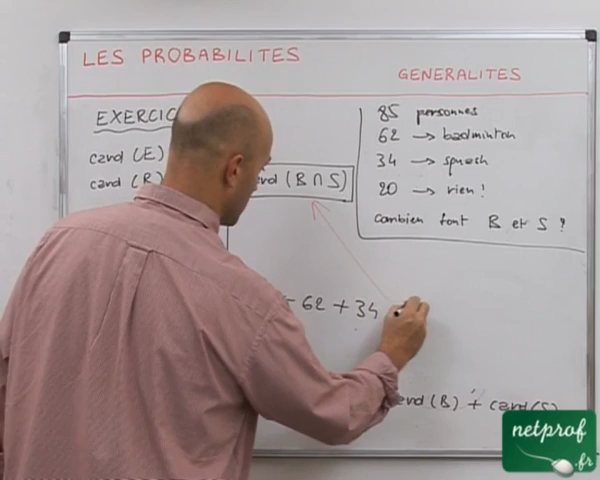 LES PROBABILITES
GENERALITES
EXERCIC
85 personnes
62 → badminton
34 → squash
20 → rien !
Combien font B et S ?
card (E)
card (B)
ard (B ∩ S)
= 62 + 34
card (B) + card (S)
netprof
.fr